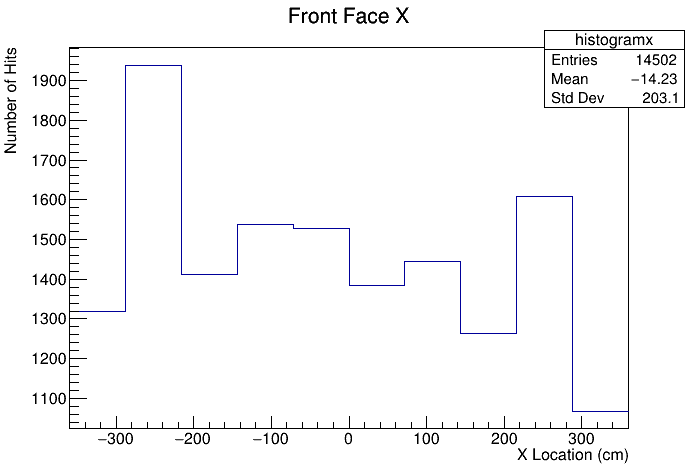 Front Face X
histogramx
Entries 14502
Mean −14.23
Std Dev 203.1
Number of Hits
1900
1800
1700
1600
1500
1400
1300
1200
1100
−300 −200 −100 0 100 200 300
X Location (cm)